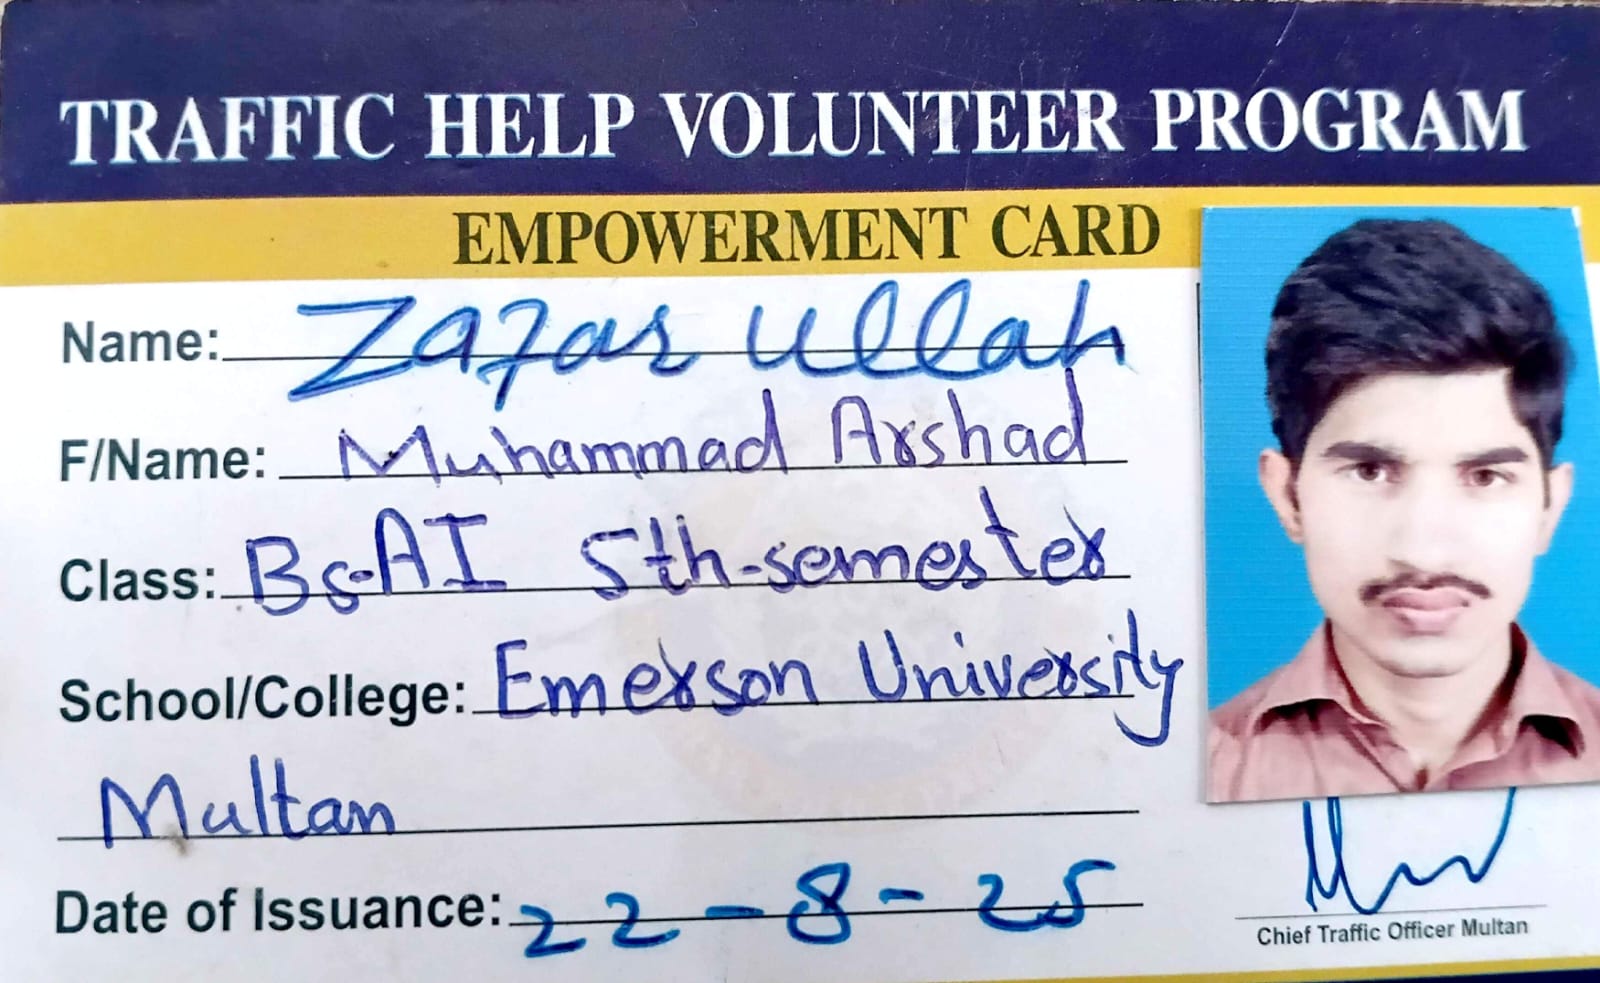 TRAFFIC HELP VOLUNTEER PROGRAM
EMPOWERMENT CARD
Name: Zafar Ullah
F/Name: Muhammad Arshad
Class: Bs-AI 5th-semester
School/College: Emerson University
Multan
Date of Issuance: 22-8-25
Chief Traffic Officer Multan